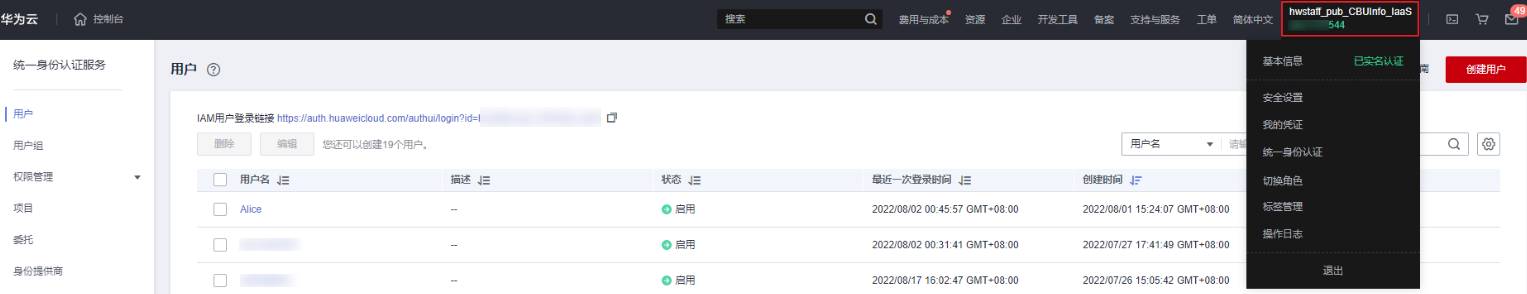 华为云 控制台 搜索 费用与成本 资源 企业 开发工具 备案 支持与服务 工单 简体中文 hwstaff_pub_CBUInfo_IaaS 49
544
统一身份认证服务
用户
用户组
权限管理
项目
委托
身份提供商
用户 ?
南 创建用户
IAM用户登录链接 https://auth.huaweicloud.com/authui/login?id=
删除 编辑 您还可以创建19个用户。 用户名
用户名 描述 状态 最近一次登录时间 创建时间
Alice -- 启用 2022/08/02 00:45:57 GMT+08:00 2022/08/01 15:24:07 GMT+08:00
-- 启用 2022/08/02 00:31:41 GMT+08:00 2022/07/27 17:41:49 GMT+08:00
-- 启用 2022/08/17 16:02:47 GMT+08:00 2022/07/26 15:05:42 GMT+08:00
基本信息 已实名认证
安全设置
我的凭证
统一身份认证
切换角色
标签管理
操作日志
退出